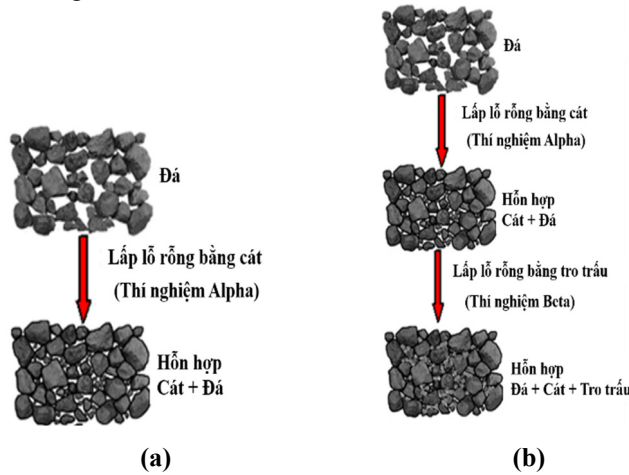 Đá
Lấp lỗ rỗng bằng cát
(Thí nghiệm Alpha)
Hỗn hợp
Cát + Đá
(a)
Đá
Lấp lỗ rỗng bằng cát
(Thí nghiệm Alpha)
Hỗn hợp
Cát + Đá
Lấp lỗ rỗng bằng tro trấu
(Thí nghiệm Beta)
Hỗn hợp
Đá + Cát + Tro trấu
(b)